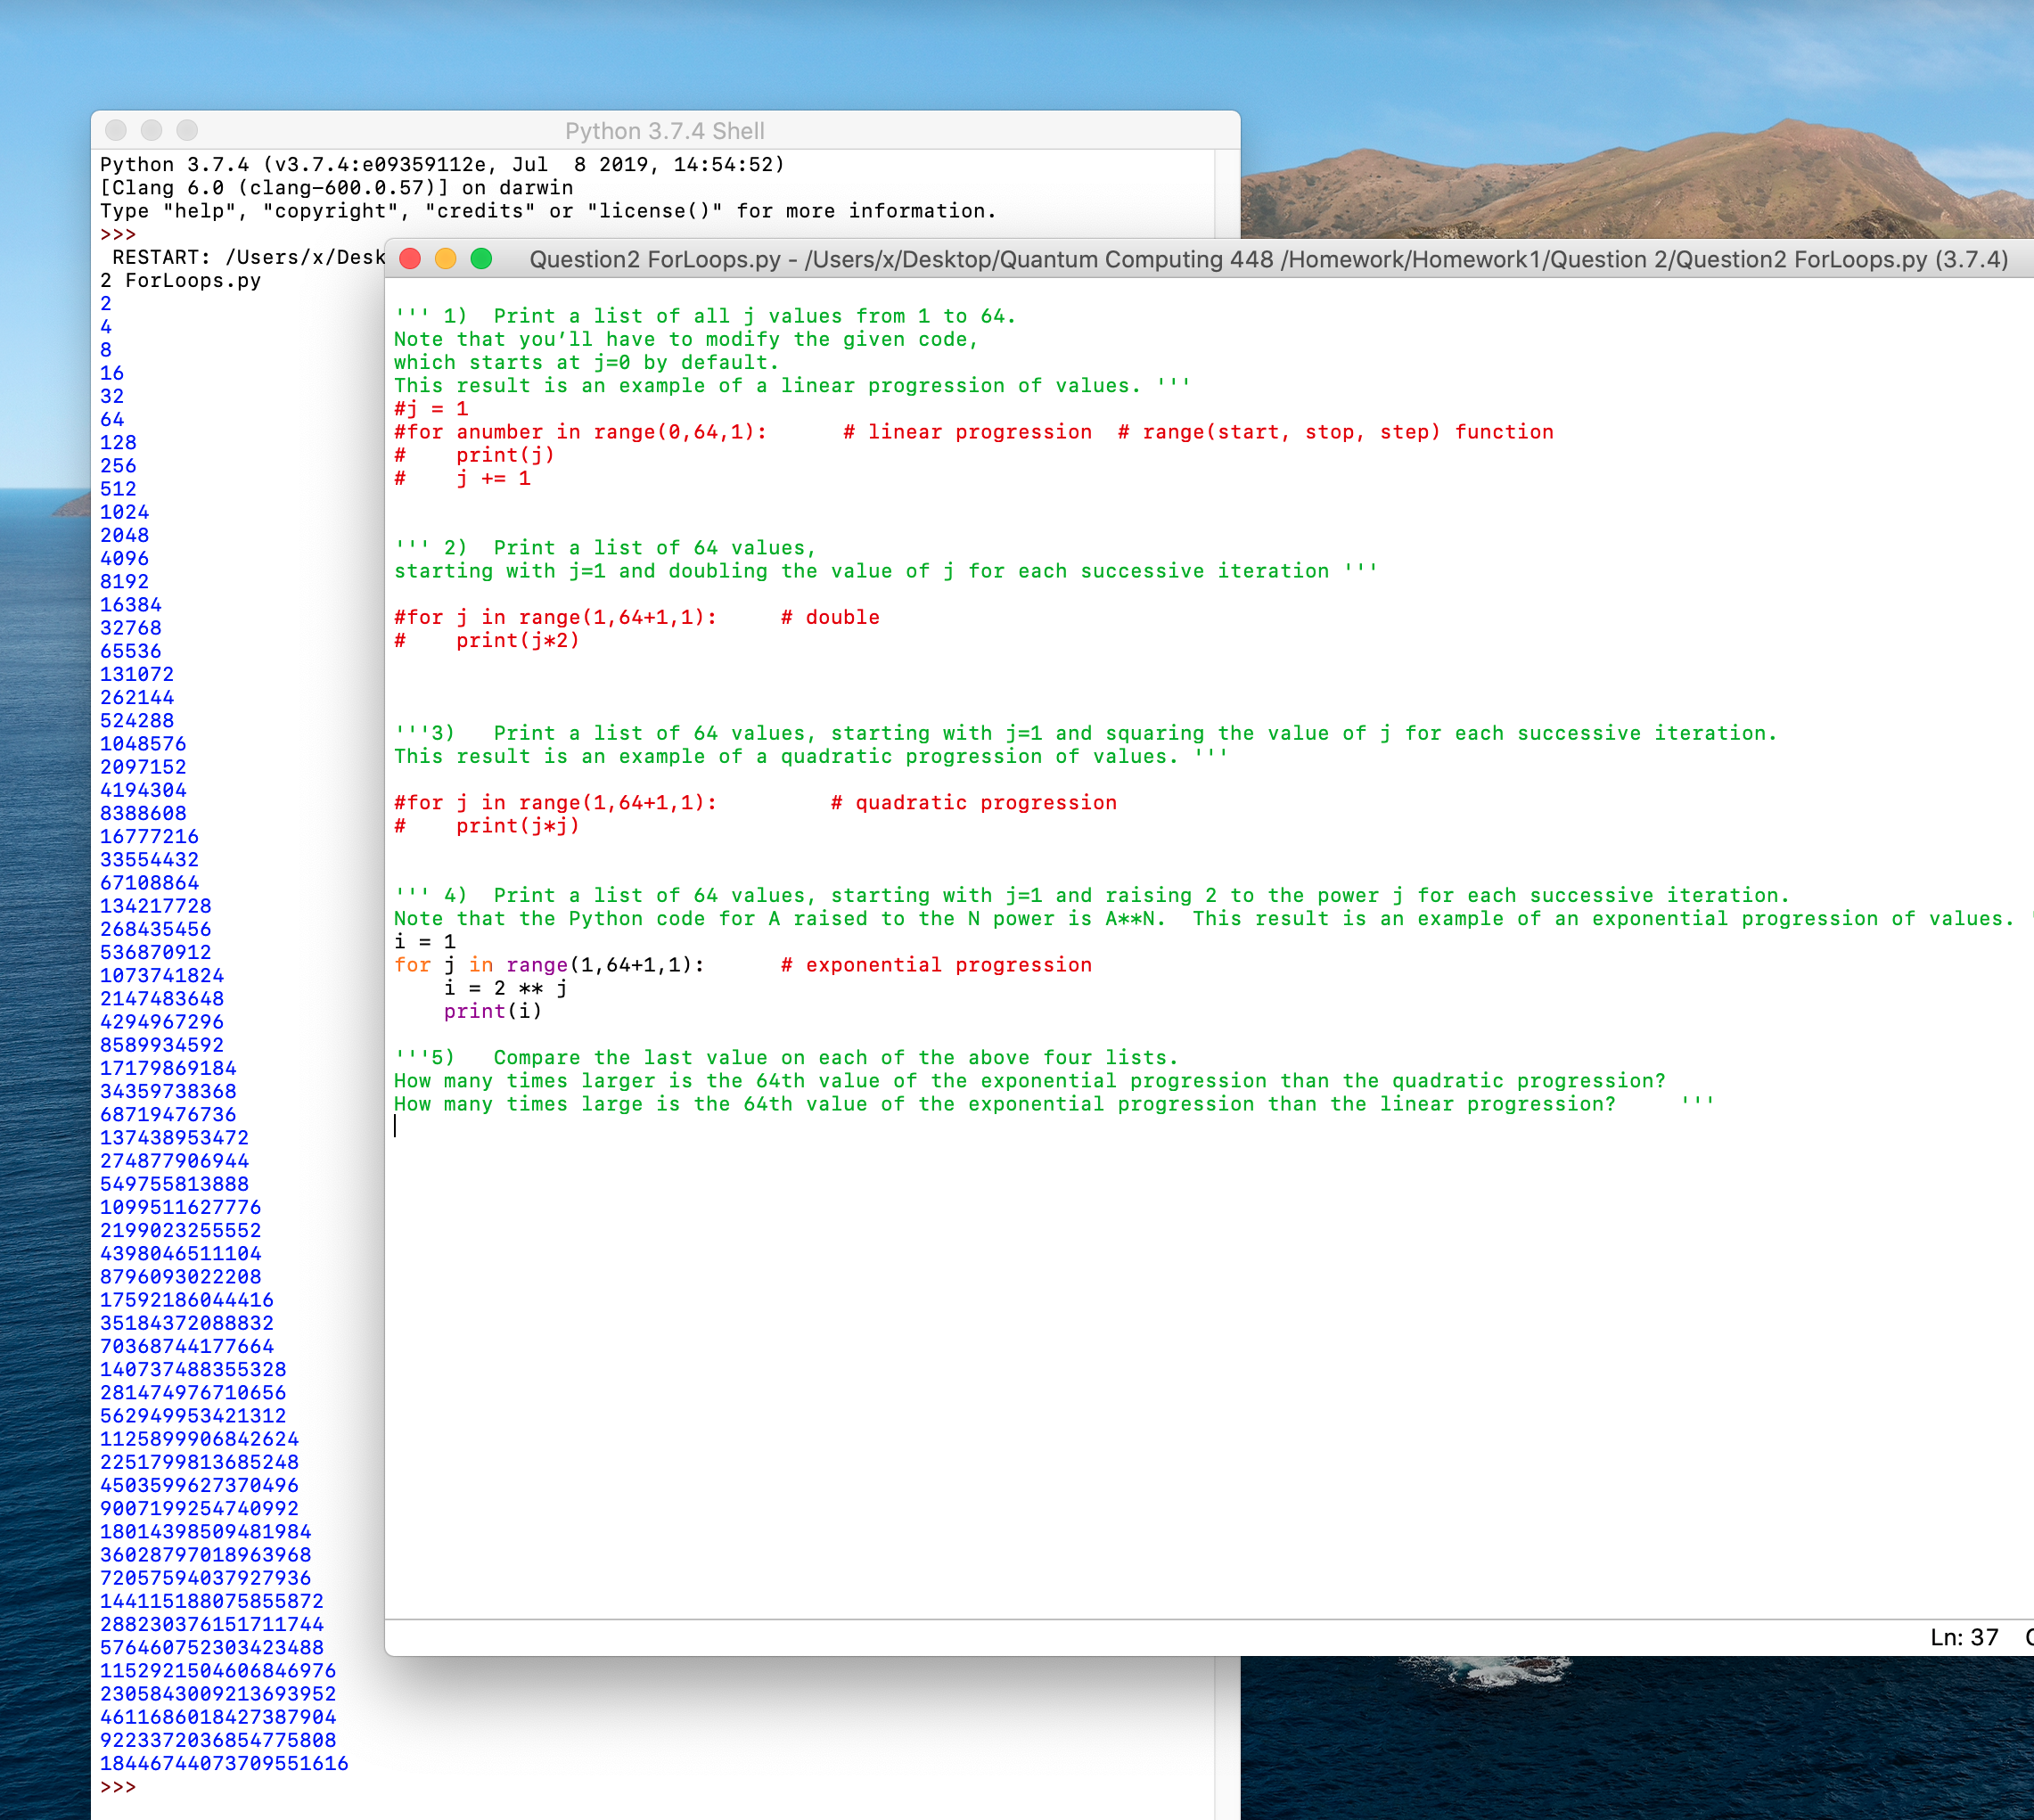 Python 3.7.4 Shell
Python 3.7.4 (v3.7.4:e09359112e, Jul  8 2019, 14:54:52)
[Clang 6.0 (clang-600.0.57)] on darwin
Type "help", "copyright", "credits" or "license()" for more information.
>>>
 RESTART: /Users/x/Desk
2 ForLoops.py
2
4
8
16
32
64
128
256
512
1024
2048
4096
8192
16384
32768
65536
131072
262144
524288
1048576
2097152
4194304
8388608
16777216
33554432
67108864
134217728
268435456
536870912
1073741824
2147483648
4294967296
8589934592
17179869184
34359738368
68719476736
137438953472
274877906944
549755813888
1099511627776
2199023255552
4398046511104
8796093022208
17592186044416
35184372088832
70368744177664
140737488355328
281474976710656
562949953421312
1125899906842624
2251799813685248
4503599627370496
9007199254740992
18014398509481984
36028797018963968
72057594037927936
144115188075855872
288230376151711744
576460752303423488
1152921504606846976
2305843009213693952
4611686018427387904
9223372036854775808
18446744073709551616
>>>
Question2 ForLoops.py - /Users/x/Desktop/Quantum Computing 448 /Homework/Homework1/Question 2/Question2 ForLoops.py (3.7.4)
''' 1)  Print a list of all j values from 1 to 64.
Note that you’ll have to modify the given code,
which starts at j=0 by default.
This result is an example of a linear progression of values. '''
#j = 1
#for anumber in range(0,64,1):      # linear progression  # range(start, stop, step) function
#    print(j)
#    j += 1
''' 2)  Print a list of 64 values,
starting with j=1 and doubling the value of j for each successive iteration '''
#for j in range(1,64+1,1):     # double
#    print(j*2)
'''3)   Print a list of 64 values, starting with j=1 and squaring the value of j for each successive iteration.
This result is an example of a quadratic progression of values. '''
#for j in range(1,64+1,1):         # quadratic progression
#    print(j*j)
''' 4)  Print a list of 64 values, starting with j=1 and raising 2 to the power j for each successive iteration.
Note that the Python code for A raised to the N power is A**N.  This result is an example of an exponential progression of values. '
i = 1
for j in range(1,64+1,1):      # exponential progression
    i = 2 ** j
    print(i)
'''5)   Compare the last value on each of the above four lists.
How many times larger is the 64th value of the exponential progression than the quadratic progression?
How many times large is the 64th value of the exponential progression than the linear progression?     '''
Ln: 37